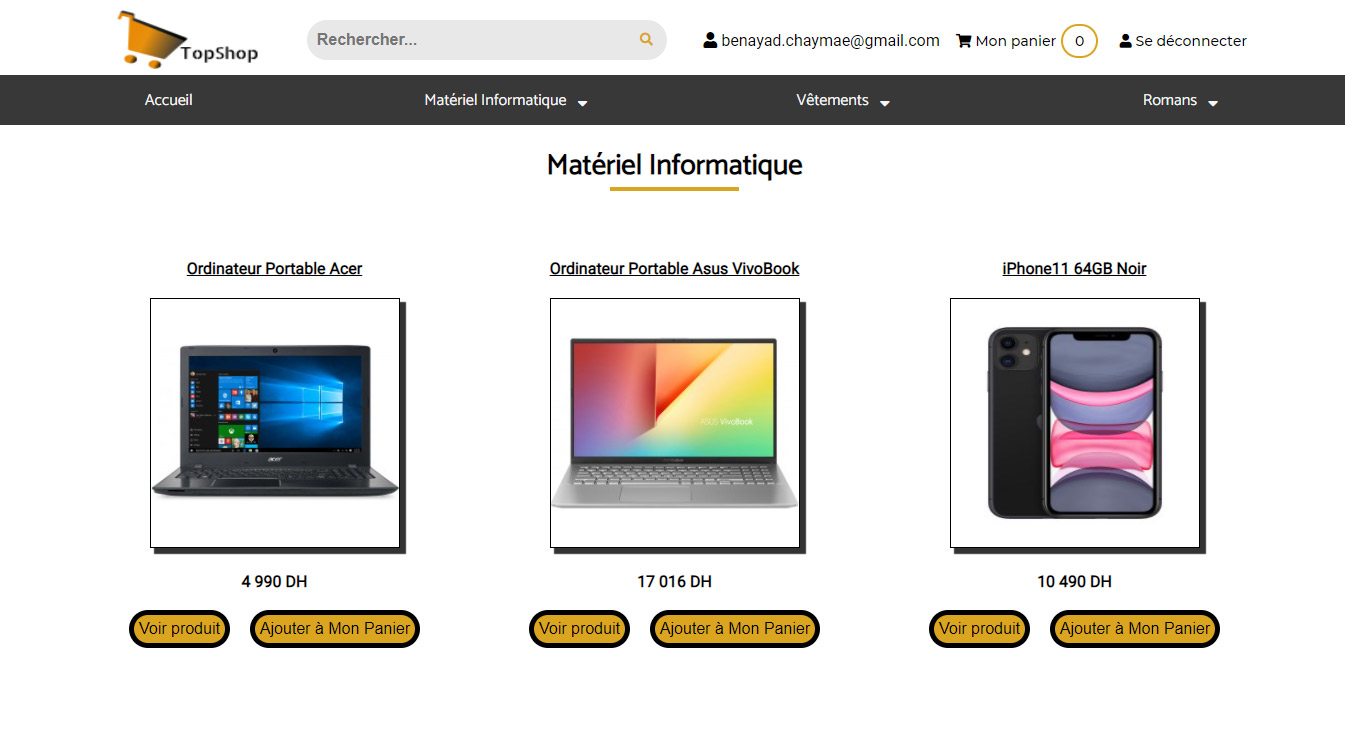 TopShop
Rechercher...
benayad.chaymae@gmail.com
Mon panier 0
Se déconnecter
Accueil
Matériel Informatique
Vêtements
Romans
Matériel Informatique
Ordinateur Portable Acer
Ordinateur Portable Asus VivoBook
iPhone11 64GB Noir
acer
ASUS VivoBook
4 990 DH
17 016 DH
10 490 DH
Voir produit
Ajouter à Mon Panier
Voir produit
Ajouter à Mon Panier
Voir produit
Ajouter à Mon Panier